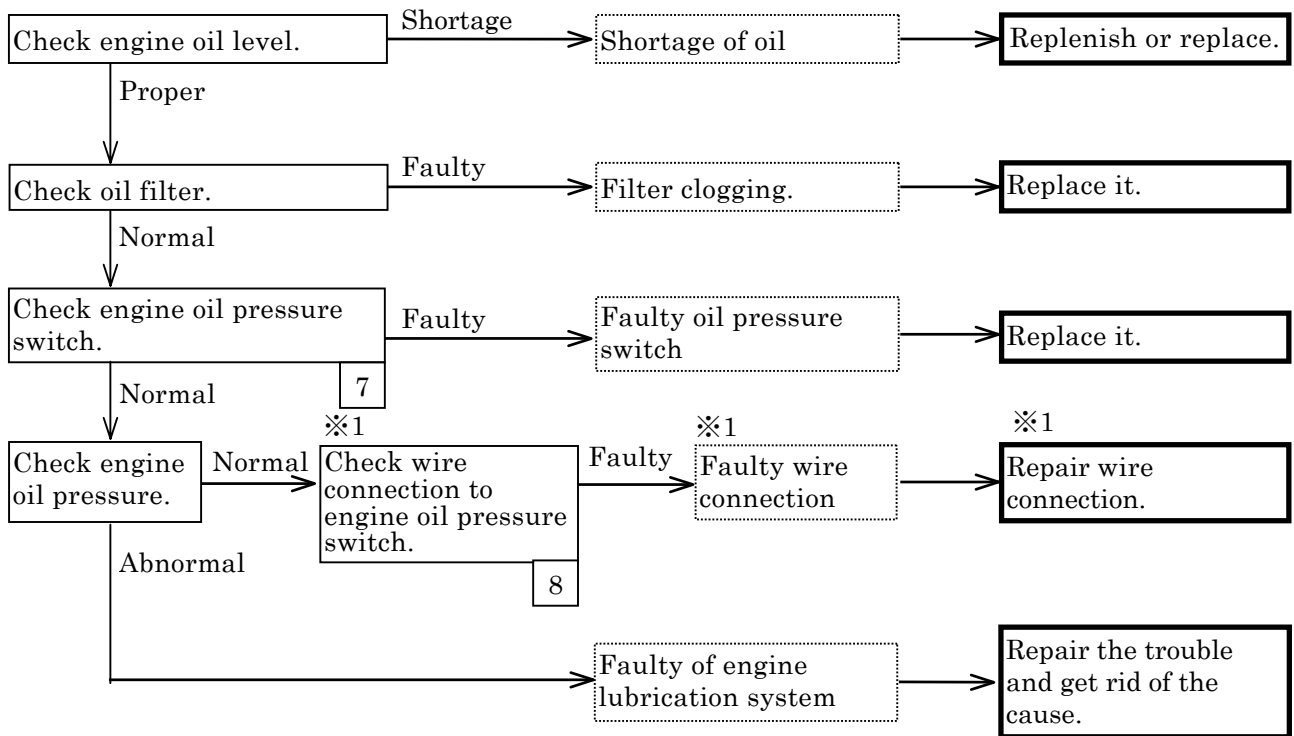 Check engine oil level.
Shortage
Shortage of oil
Replenish or replace.
Proper
Check oil filter.
Faulty
Filter clogging.
Replace it.
Normal
Check engine oil pressure
switch.
7
Faulty
Faulty oil pressure
switch
Replace it.
Normal
Check engine
oil pressure.
Normal
※1
Check wire
connection to
engine oil pressure
switch.
8
Faulty
※1
Faulty wire
connection
※1
Repair wire
connection.
Abnormal
Faulty of engine
lubrication system
Repair the trouble
and get rid of the
cause.